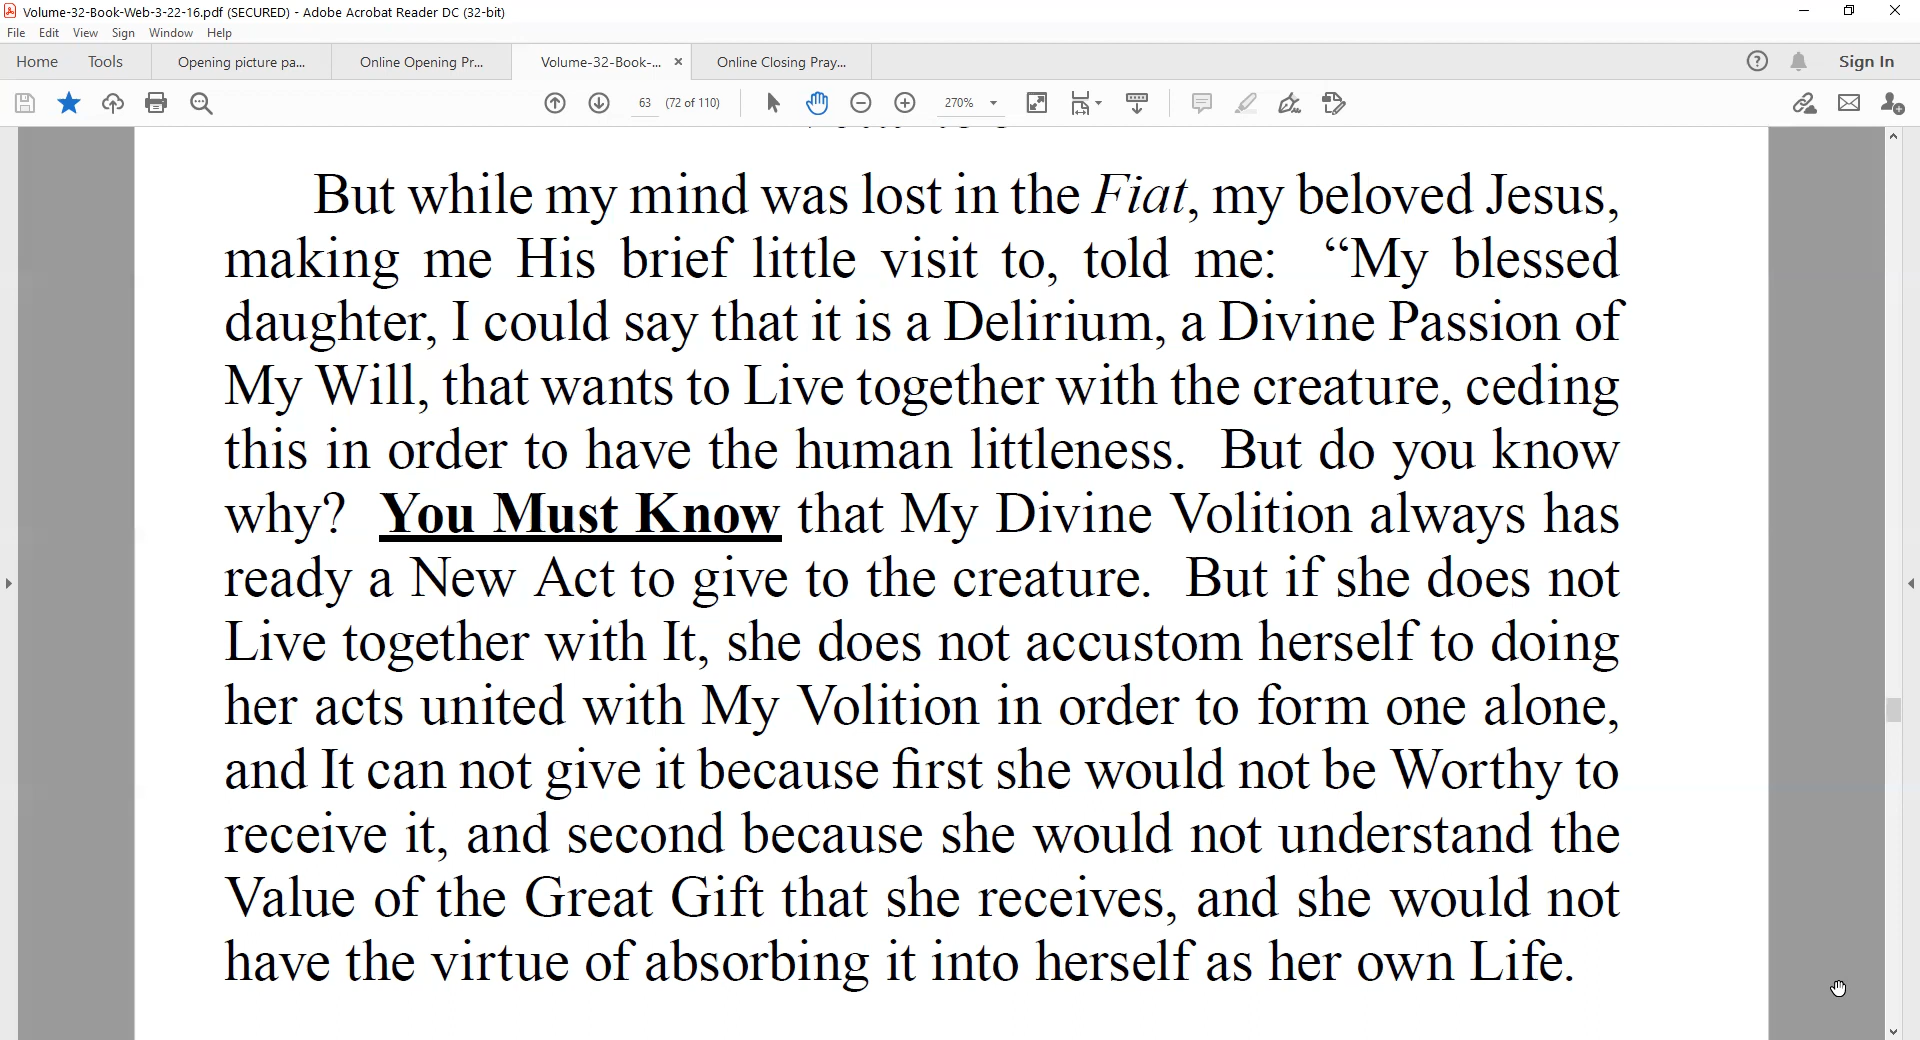 Volume-32-Book-Web-3-22-16.pdf (SECURED) - Adobe Acrobat Reader DC (32-bit)
File Edit View Sign Window Help
Home Tools Opening picture pa... Online Opening Pr... Volume-32-Book-... × Online Closing Pray... Sign In
63 (72 of 110) 270%
But while my mind was lost in the Fiat, my beloved Jesus,
making me His brief little visit to, told me: “My blessed
daughter, I could say that it is a Delirium, a Divine Passion of
My Will, that wants to Live together with the creature, ceding
this in order to have the human littleness. But do you know
why? You Must Know that My Divine Volition always has
ready a New Act to give to the creature. But if she does not
Live together with It, she does not accustom herself to doing
her acts united with My Volition in order to form one alone,
and It can not give it because first she would not be Worthy to
receive it, and second because she would not understand the
Value of the Great Gift that she receives, and she would not
have the virtue of absorbing it into herself as her own Life.